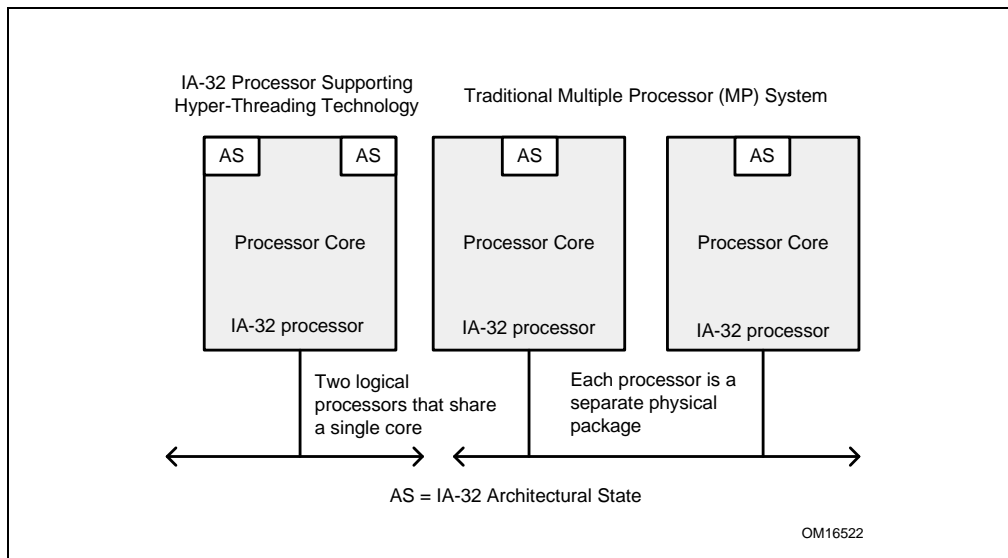 IA-32 Processor Supporting
Hyper-Threading Technology
Traditional Multiple Processor (MP) System
AS
AS
AS
AS
Processor Core
Processor Core
Processor Core
IA-32 processor
IA-32 processor
IA-32 processor
Two logical
processors that share
a single core
Each processor is a
separate physical
package
AS = IA-32 Architectural State
OM16522